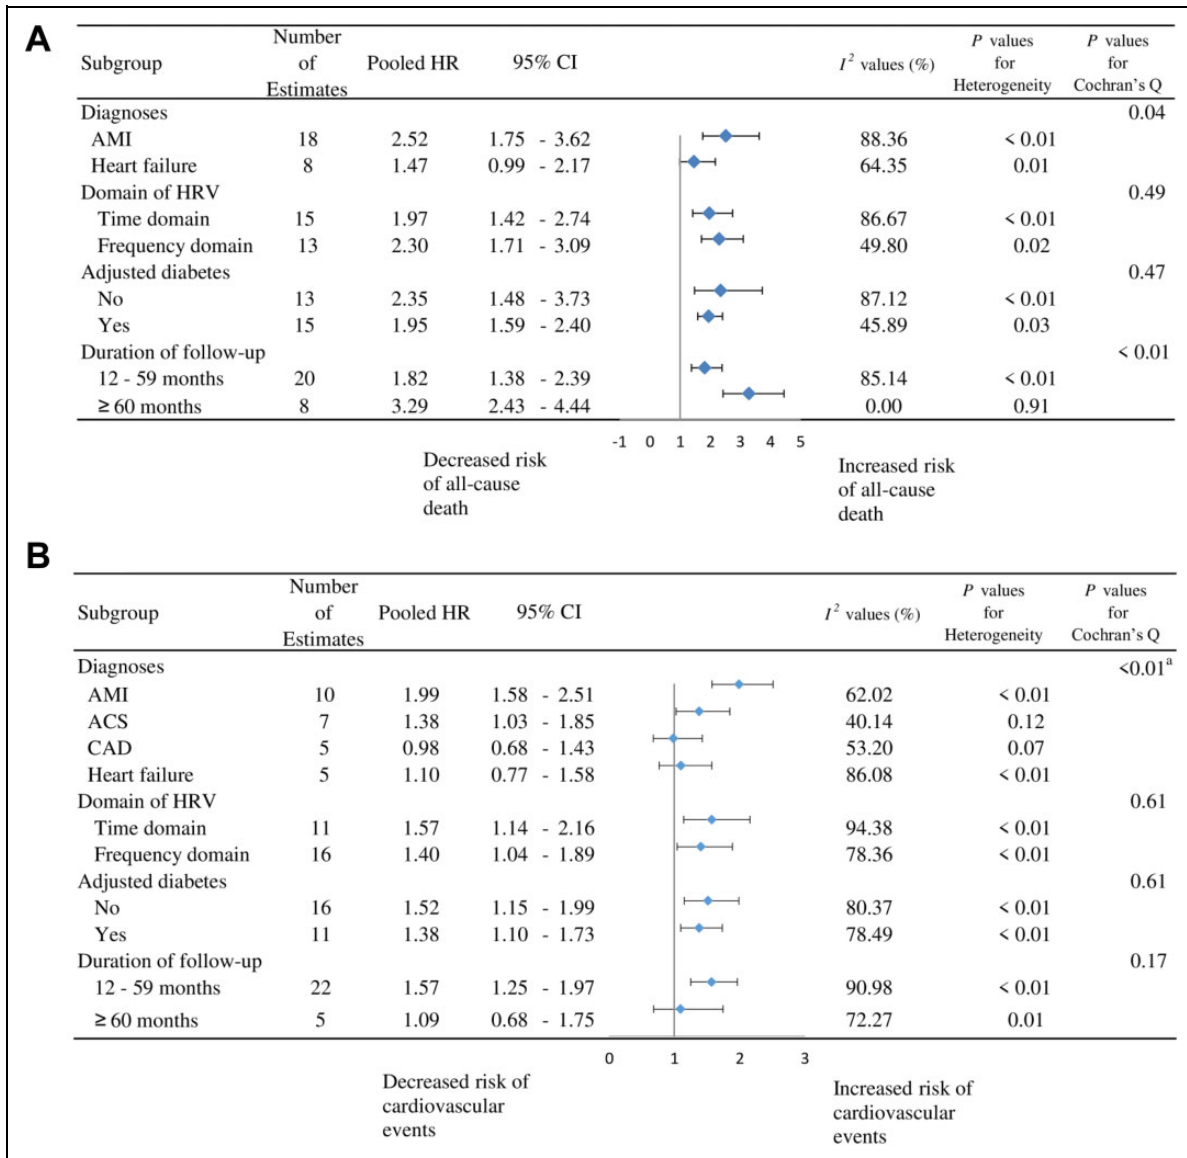 A
Subgroup Number of Estimates Pooled HR 95% CI I² values (%) P values for Heterogeneity P values for Cochran's Q
Diagnoses 0.04
AMI 18 2.52 1.75 - 3.62 88.36 < 0.01
Heart failure 8 1.47 0.99 - 2.17 64.35 0.01
Domain of HRV 0.49
Time domain 15 1.97 1.42 - 2.74 86.67 < 0.01
Frequency domain 13 2.30 1.71 - 3.09 49.80 0.02
Adjusted diabetes 0.47
No 13 2.35 1.48 - 3.73 87.12 < 0.01
Yes 15 1.95 1.59 - 2.40 45.89 0.03
Duration of follow-up < 0.01
12 - 59 months 20 1.82 1.38 - 2.39 85.14 < 0.01
≥ 60 months 8 3.29 2.43 - 4.44 0.00 0.91
-1 0 1 2 3 4 5
Decreased risk
of all-cause
death
Increased risk
of all-cause
death
B
Subgroup Number of Estimates Pooled HR 95% CI I² values (%) P values for Heterogeneity P values for Cochran's Q
Diagnoses <0.01ᵃ
AMI 10 1.99 1.58 - 2.51 62.02 < 0.01
ACS 7 1.38 1.03 - 1.85 40.14 0.12
CAD 5 0.98 0.68 - 1.43 53.20 0.07
Heart failure 5 1.10 0.77 - 1.58 86.08 < 0.01
Domain of HRV 0.61
Time domain 11 1.57 1.14 - 2.16 94.38 < 0.01
Frequency domain 16 1.40 1.04 - 1.89 78.36 < 0.01
Adjusted diabetes 0.61
No 16 1.52 1.15 - 1.99 80.37 < 0.01
Yes 11 1.38 1.10 - 1.73 78.49 < 0.01
Duration of follow-up 0.17
12 - 59 months 22 1.57 1.25 - 1.97 90.98 < 0.01
≥ 60 months 5 1.09 0.68 - 1.75 72.27 0.01
0 1 2 3
Decreased risk of
cardiovascular
events
Increased risk of
cardiovascular
events